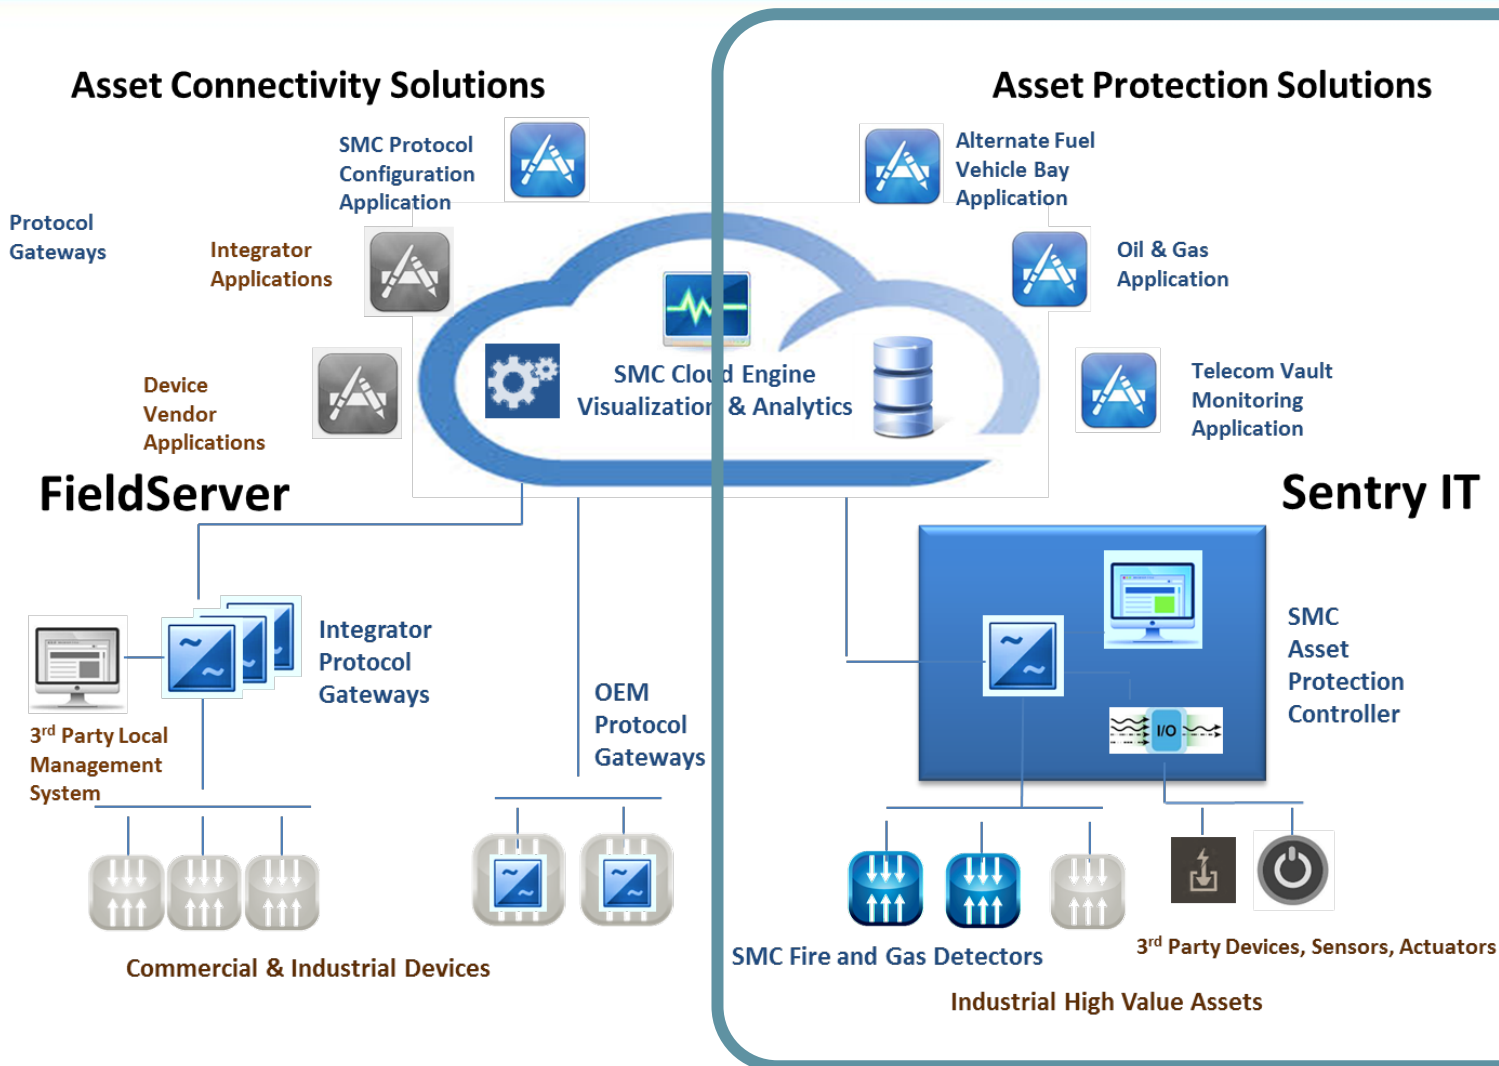 Asset Connectivity Solutions
Asset Protection Solutions
SMC Protocol
Configuration
Application
Alternate Fuel
Vehicle Bay
Application
Protocol
Gateways
Integrator
Applications
Oil & Gas
Application
Device
Vendor
Applications
SMC Cloud Engine
Visualization & Analytics
Telecom Vault
Monitoring
Application
FieldServer
Sentry IT
Integrator
Protocol
Gateways
3rd Party Local
Management
System
OEM
Protocol
Gateways
SMC
Asset
Protection
Controller
I/O
Commercial & Industrial Devices
SMC Fire and Gas Detectors
3rd Party Devices, Sensors, Actuators
Industrial High Value Assets